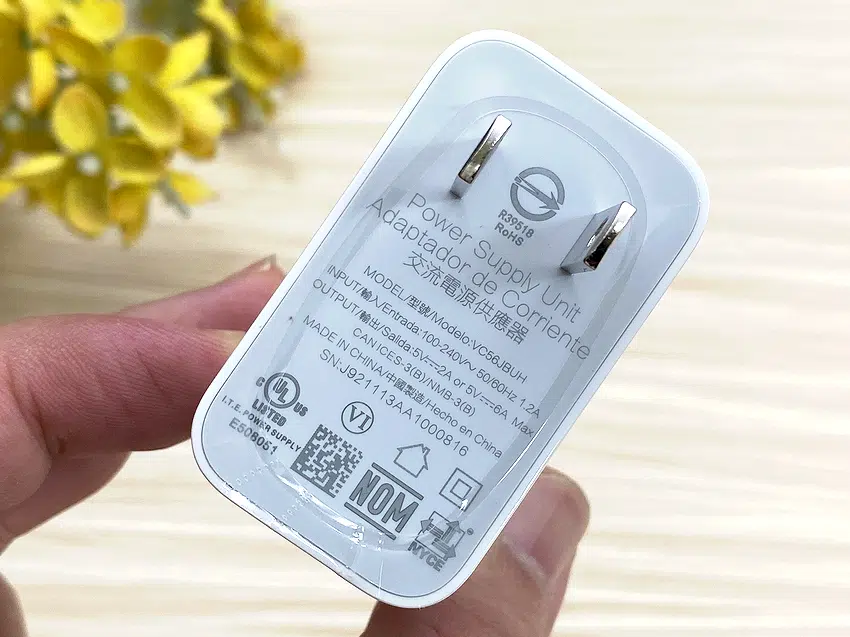 R39518
RoHS
Power Supply Unit
Adaptador de Corriente
交流電源供應器
MODEL/型號/Modelo:VC56JBUH
INPUT/輸入/Entrada:100-240V~ 50/60Hz 1.2A
OUTPUT/輸出/Salida:5V⎓2A or 5V⎓6A Max
CAN ICES-3(B)/NMB-3(B)
MADE IN CHINA/中國製造/Hecho en China
SN:J921113AA1000816
C UL US
LISTED
I.T.E. POWER SUPPLY
E508051
VI
NOM
NYCE